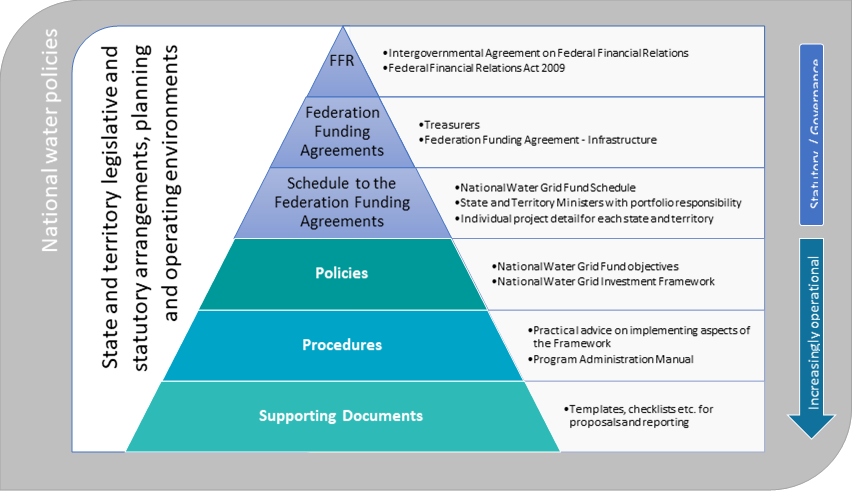 National water policies
State and territory legislative and
statutory arrangements, planning
and operating environments
FFR
•Intergovernmental Agreement on Federal Financial Relations
•Federal Financial Relations Act 2009
Federation
Funding
Agreements
•Treasurers
•Federation Funding Agreement - Infrastructure
Schedule to the
Federation Funding
Agreements
•National Water Grid Fund Schedule
•State and Territory Ministers with portfolio responsibility
•Individual project detail for each state and territory
Policies
•National Water Grid Fund objectives
•National Water Grid Investment Framework
Procedures
•Practical advice on implementing aspects of
the Framework
•Program Administration Manual
Supporting Documents
•Templates, checklists etc. for
proposals and reporting
Statutory / Governance
Increasingly operational